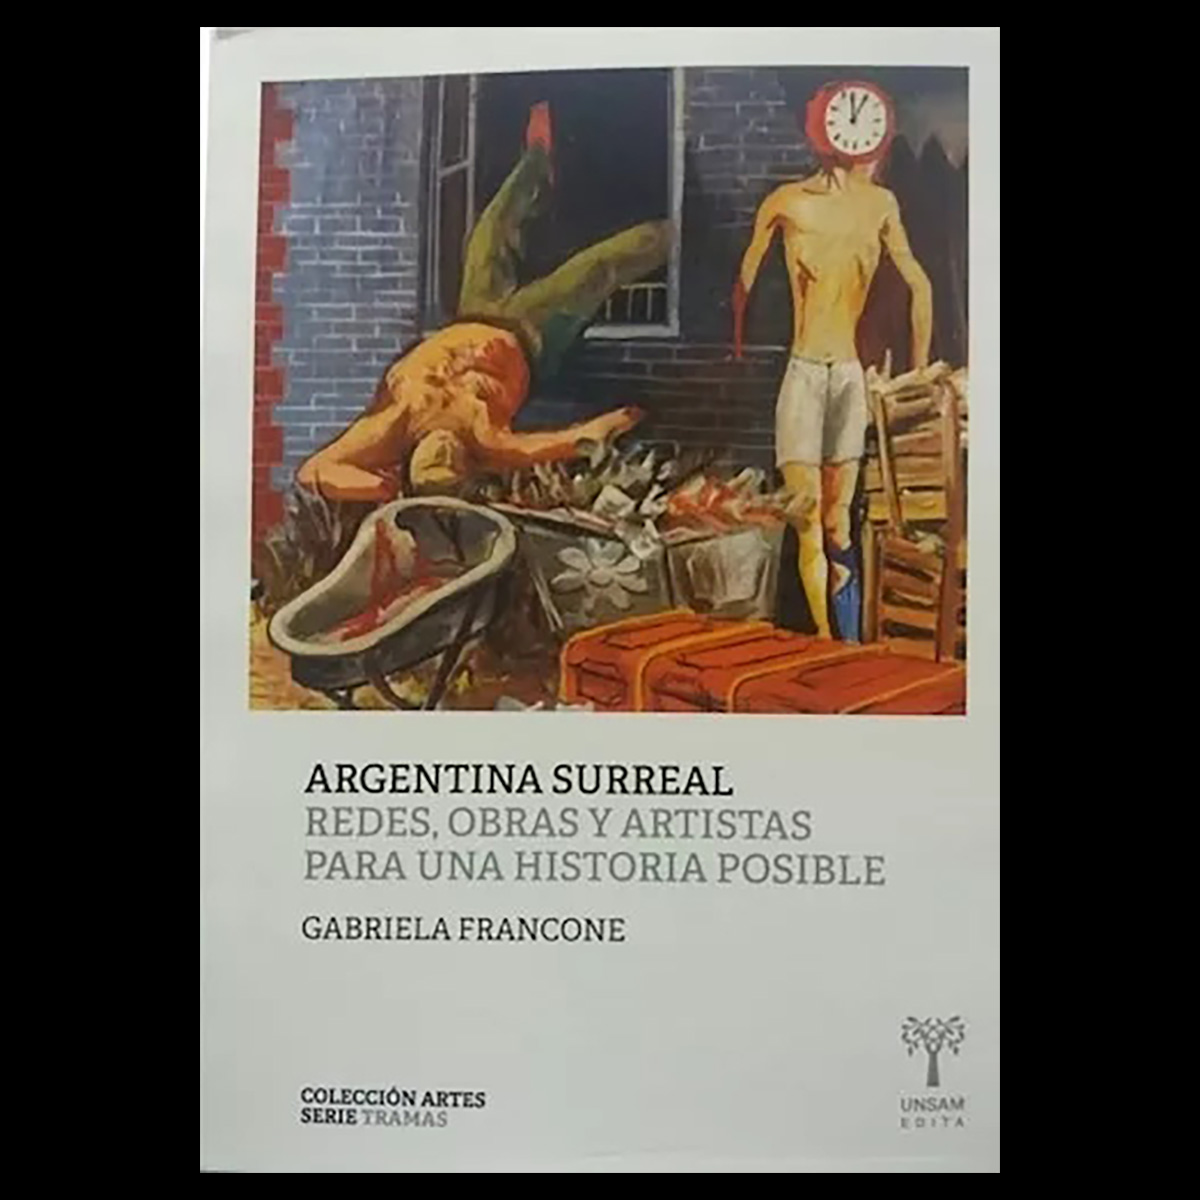 ARGENTINA SURREAL
REDES, OBRAS Y ARTISTAS
PARA UNA HISTORIA POSIBLE
GABRIELA FRANCONE
COLECCIÓN ARTES
SERIE TRAMAS
UNSAM
EDITA